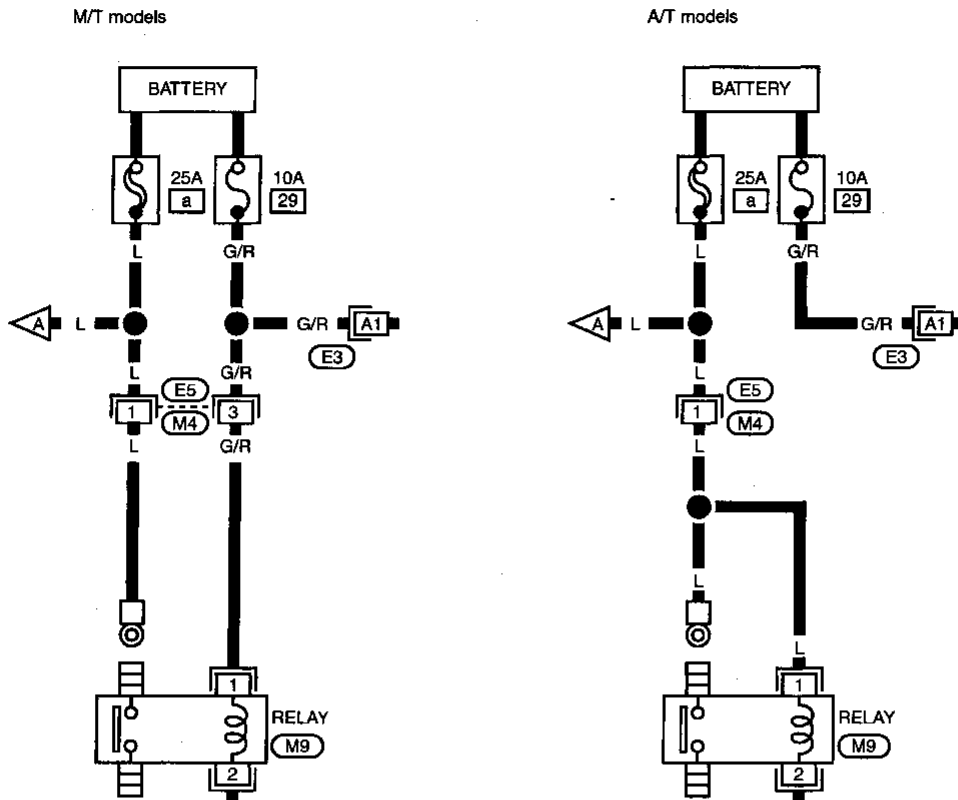 M/T models
BATTERY
25A
a
10A
29
L
G/R
A
L
G/R
A1
E3
L
G/R
E5
1
3
M4
L
G/R
1
RELAY
M9
2
A/T models
BATTERY
25A
a
10A
29
L
G/R
A
L
G/R
A1
E3
L
E5
1
M4
L
L
L
1
RELAY
M9
2